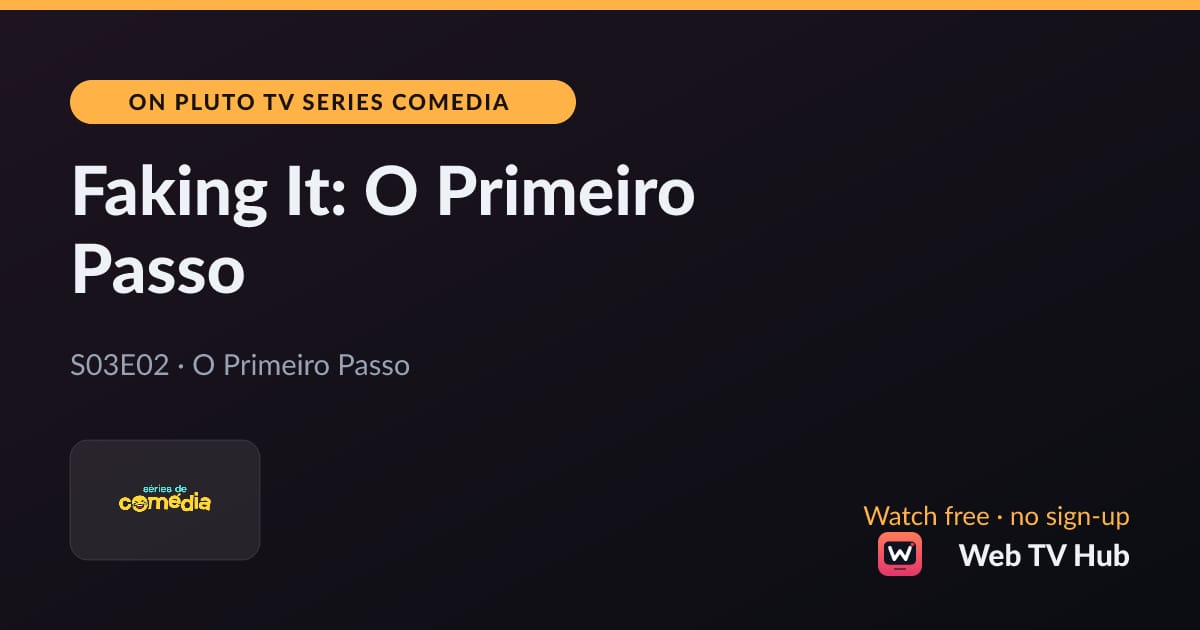 ON PLUTO TV SERIES COMEDIA
Faking It: O Primeiro
Passo
S03E02 · O Primeiro Passo
séries de
comédia
Watch free · no sign-up
W
Web TV Hub